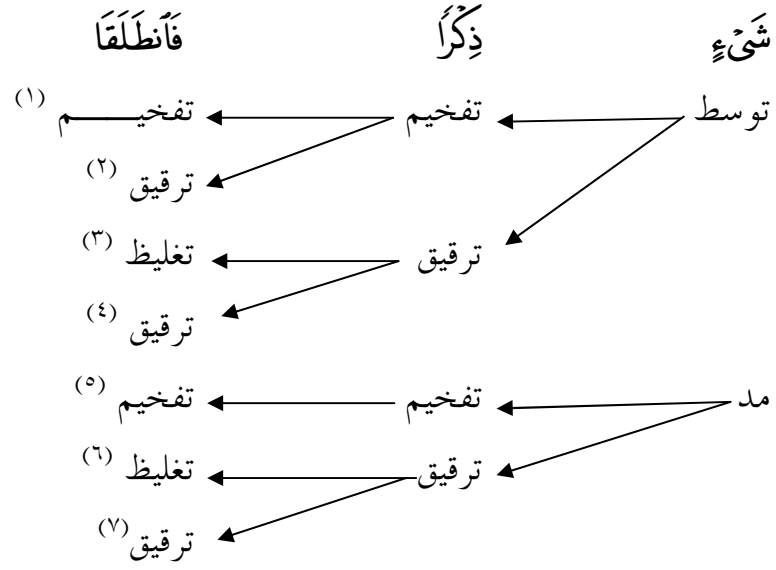 شَىْءٍ ذِكْرًا فَٱنطَلَقَا
توسط تفخيم تفخيـــــم (١)
ترقيق (٢)
ترقيق تغليظ (٣)
ترقيق (٤)
مد تفخيم تفخيم (٥)
ترقيق تغليظ (٦)
ترقيق (٧)